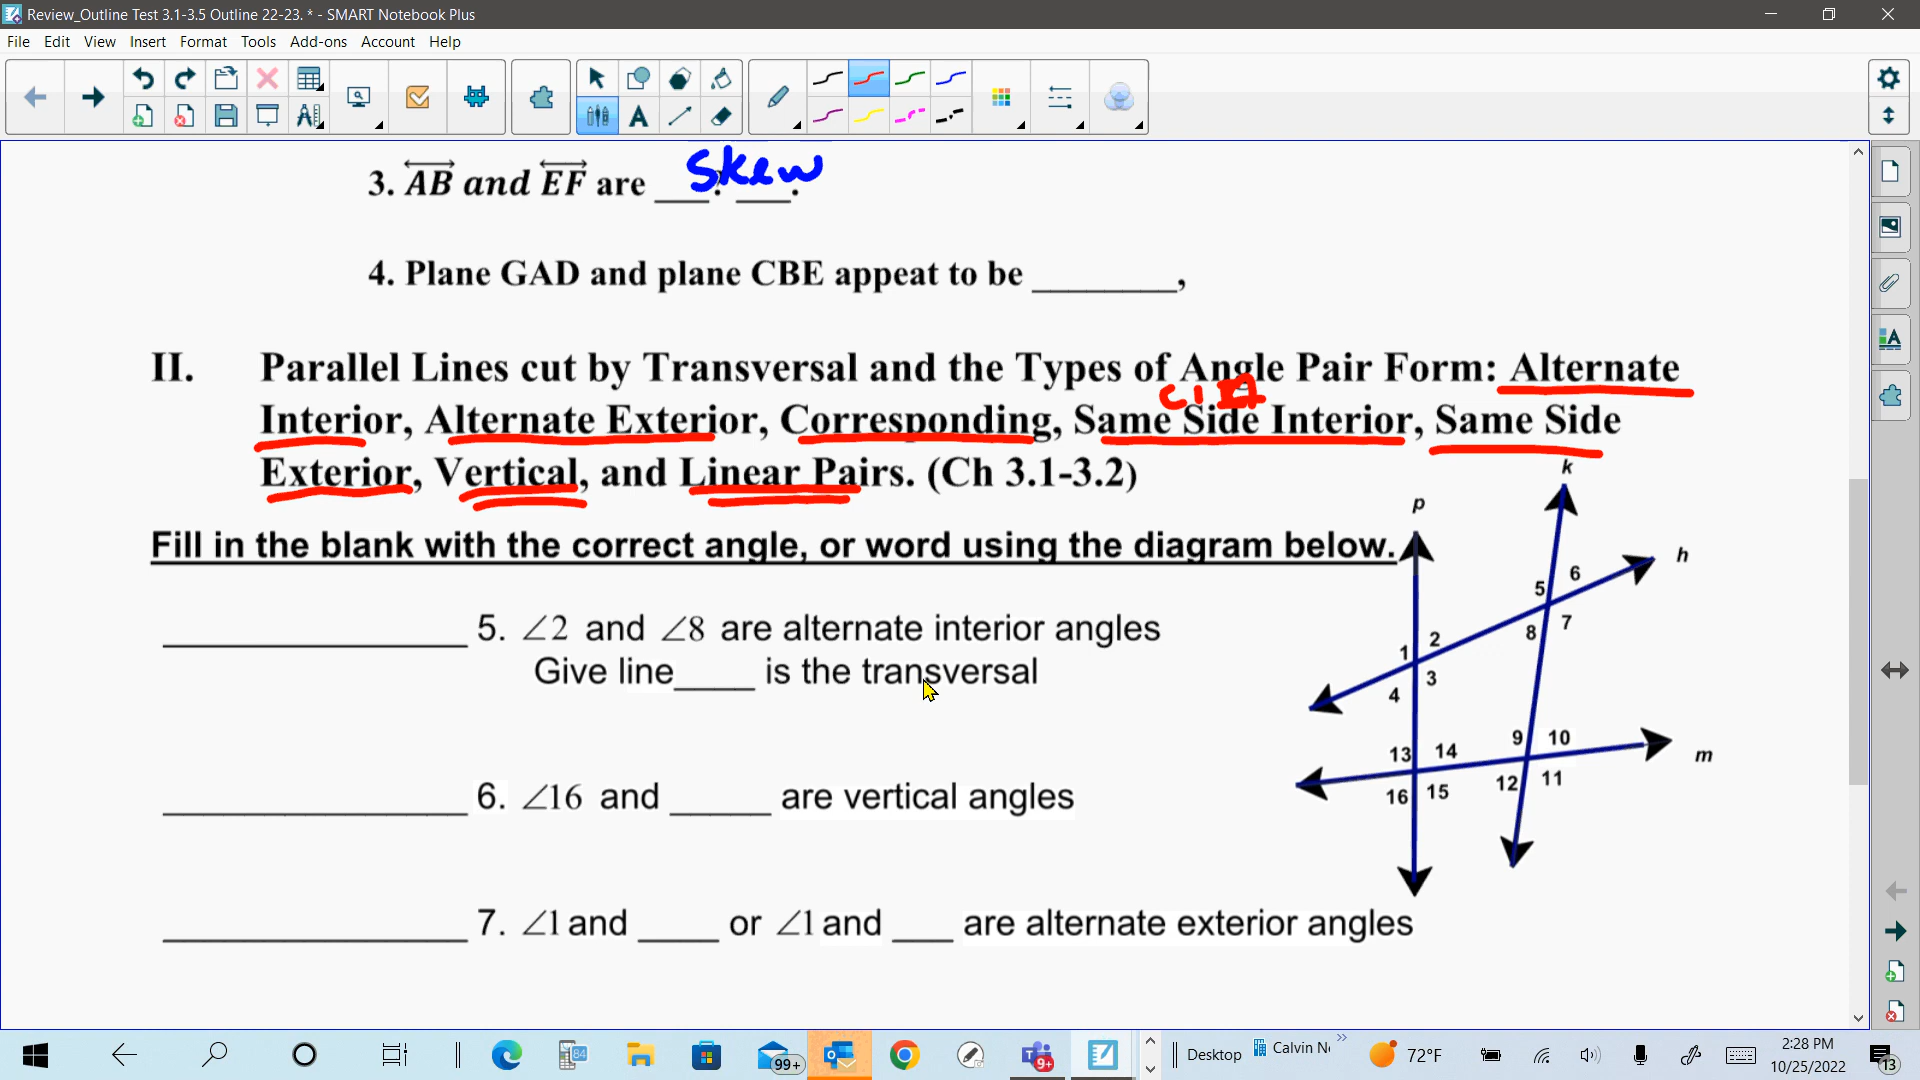 Review_Outline Test 3.1-3.5 Outline 22-23. * - SMART Notebook Plus
File Edit View Insert Format Tools Add-ons Account Help
3. AB and EF are ____. ____.
skew
4. Plane GAD and plane CBE appeat to be ________,
II. Parallel Lines cut by Transversal and the Types of Angle Pair Form: Alternate
Interior, Alternate Exterior, Corresponding, Same Side Interior, Same Side
Exterior, Vertical, and Linear Pairs. (Ch 3.1-3.2)
Fill in the blank with the correct angle, or word using the diagram below.
________________ 5. ∠2 and ∠8 are alternate interior angles
Give line____ is the transversal
________________ 6. ∠16 and _____ are vertical angles
________________ 7. ∠1 and ____ or ∠1 and ___ are alternate exterior angles
k
p
h
5 6
8 7
1 2
4 3
9 10
13 14
m
12 11
16 15
84
99+
9+
Desktop
Calvin N
72°F
2:28 PM
10/25/2022
13